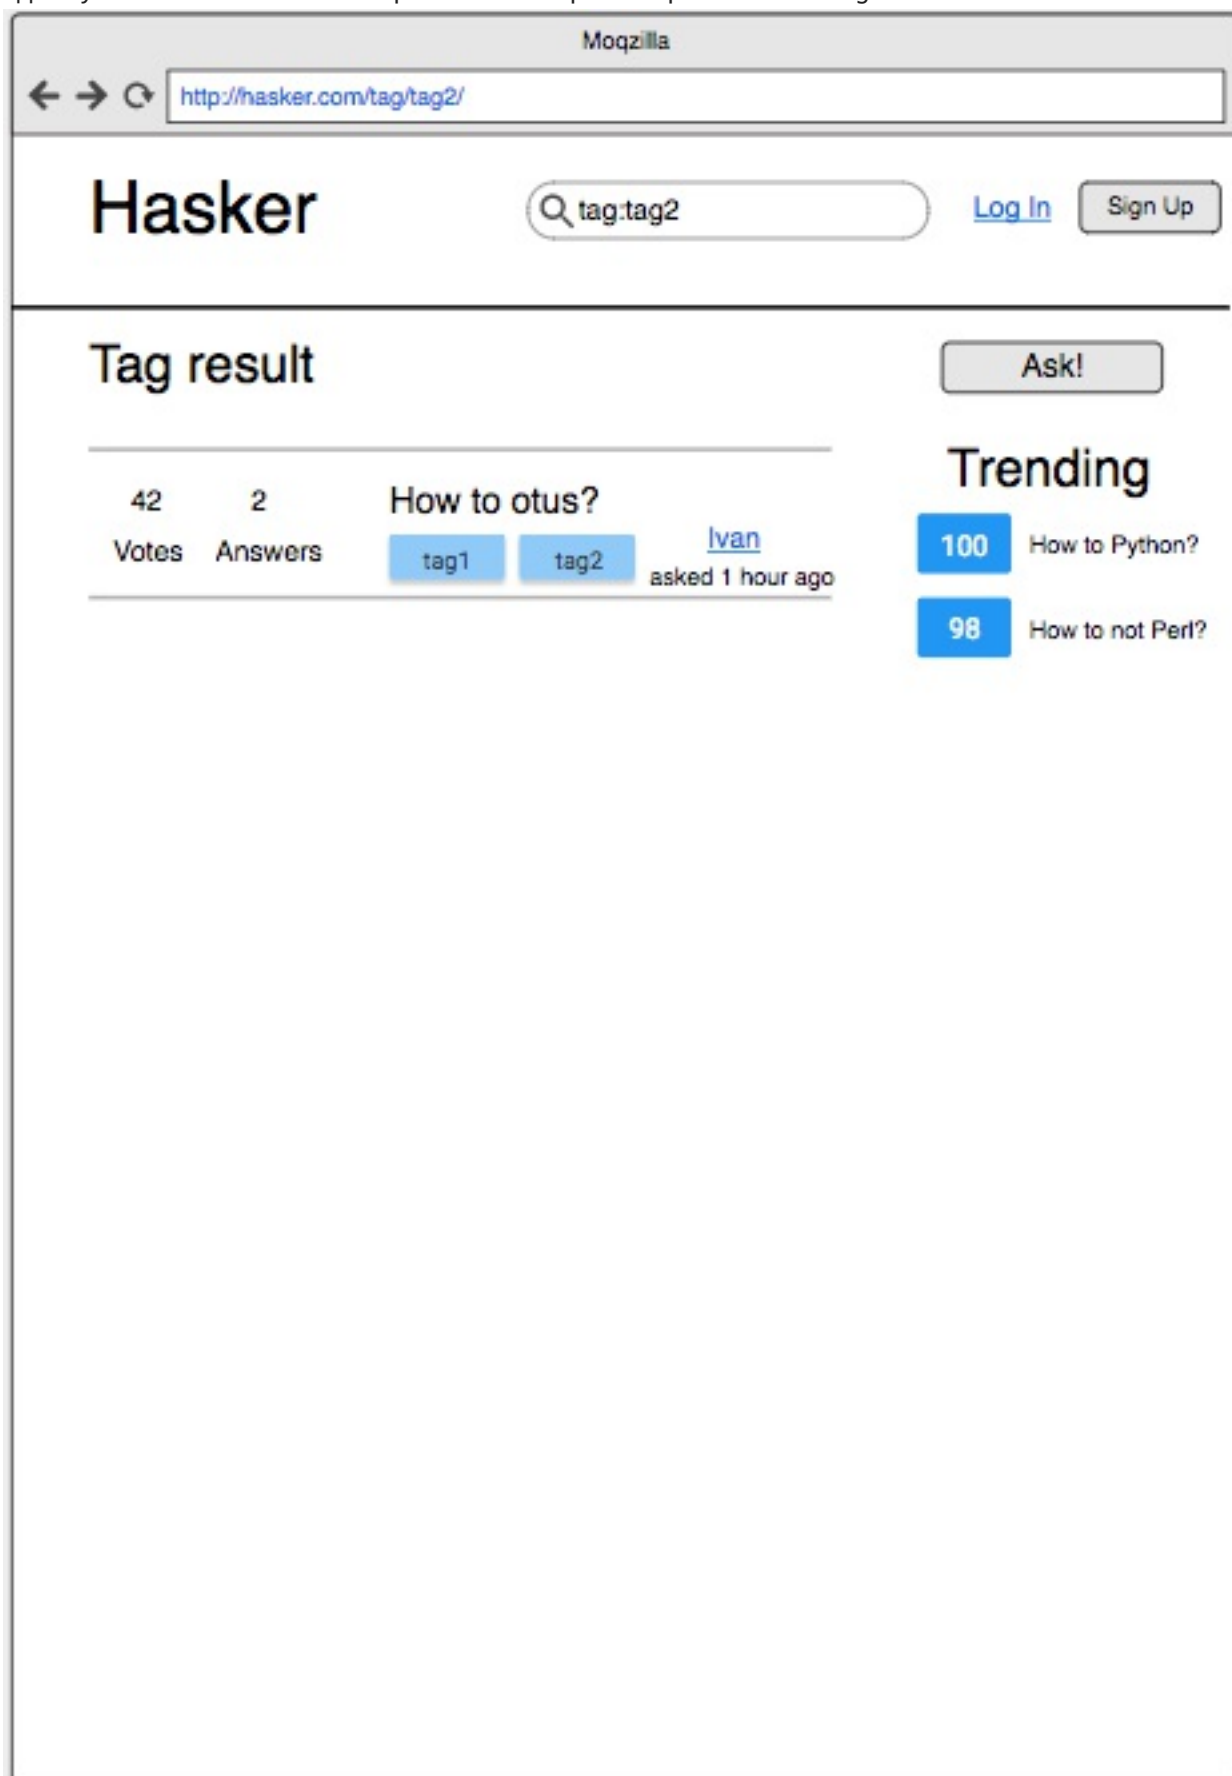 Moqzilla
http://hasker.com/tag/tag2/
Hasker
tag:tag2
Log In
Sign Up
Tag result
Ask!
42
Votes
2
Answers
How to otus?
tag1
tag2
Ivan
asked 1 hour ago
Trending
100 How to Python?
98 How to not Perl?